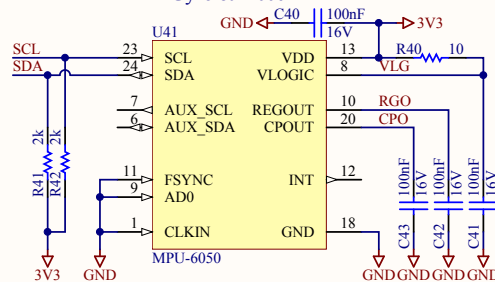 GND C40 100nF 3V3
16V
U41
SCL 23 SCL VDD 13 R40 10
SDA 24 SDA VLOGIC 8 VLG
7 AUX_SCL REGOUT 10 RGO
6 AUX_SDA CPOUT 20 CPO
2k 2k
R41 R42
11 FSYNC INT 12
9 AD0
1 CLKIN GND 18
100nF 16V 100nF 16V 100nF 16V
C43 C42 C41
MPU-6050
3V3 GND GND GND GND GND